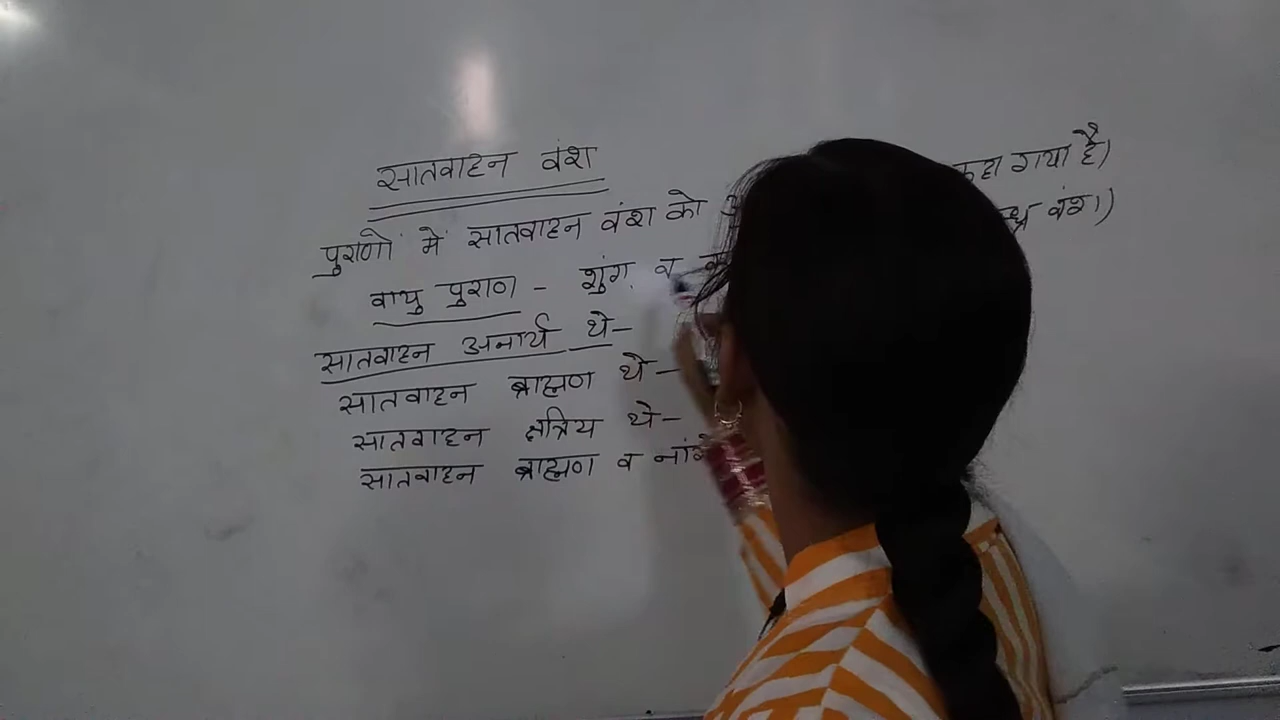 सातवाहन वंश
पुराणों में सातवाहन वंश को कहा गया है)
वायु पुराण - शुंग व वंश।)
सातवाहन अनार्य थे-
सातवाहन ब्राह्मण थे-
सातवाहन क्षत्रिय थे-
सातवाहन ब्राह्मण व